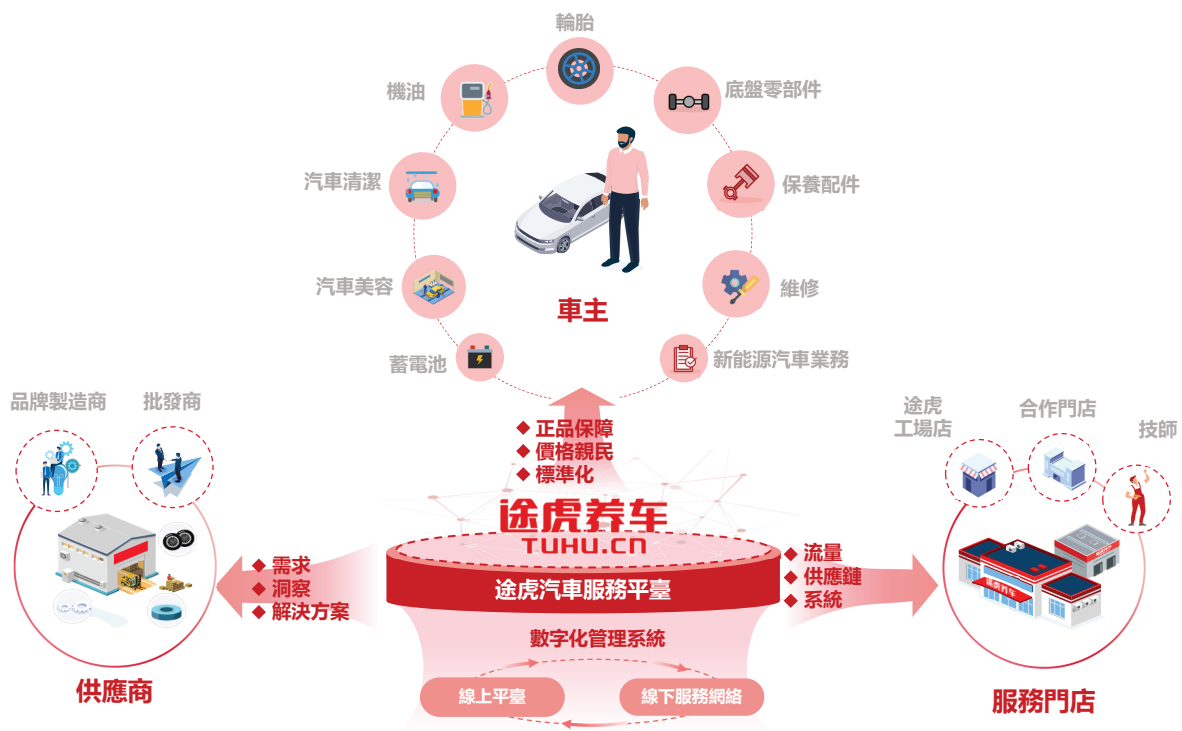 輪胎
機油
底盤零部件
汽車清潔
保養配件
汽車美容
維修
車主
蓄電池
新能源汽車業務
品牌製造商
批發商
途虎
工場店
合作門店
技師
正品保障
價格親民
標準化
途虎养车
TUHU.CN
途虎汽車服務平臺
需求
洞察
解決方案
流量
供應鏈
系統
途虎养车
數字化管理系統
線上平臺
線下服務網絡
供應商
服務門店